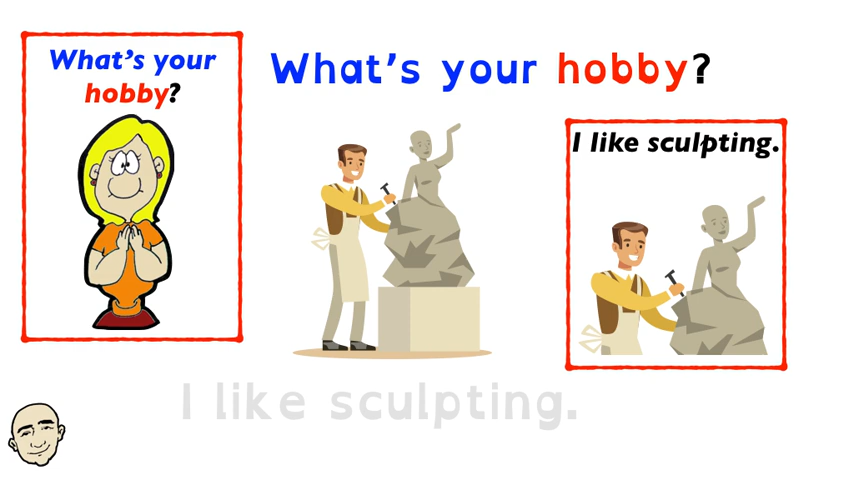 What's your
hobby?
What's your hobby?
I like sculpting.
I like sculpting.